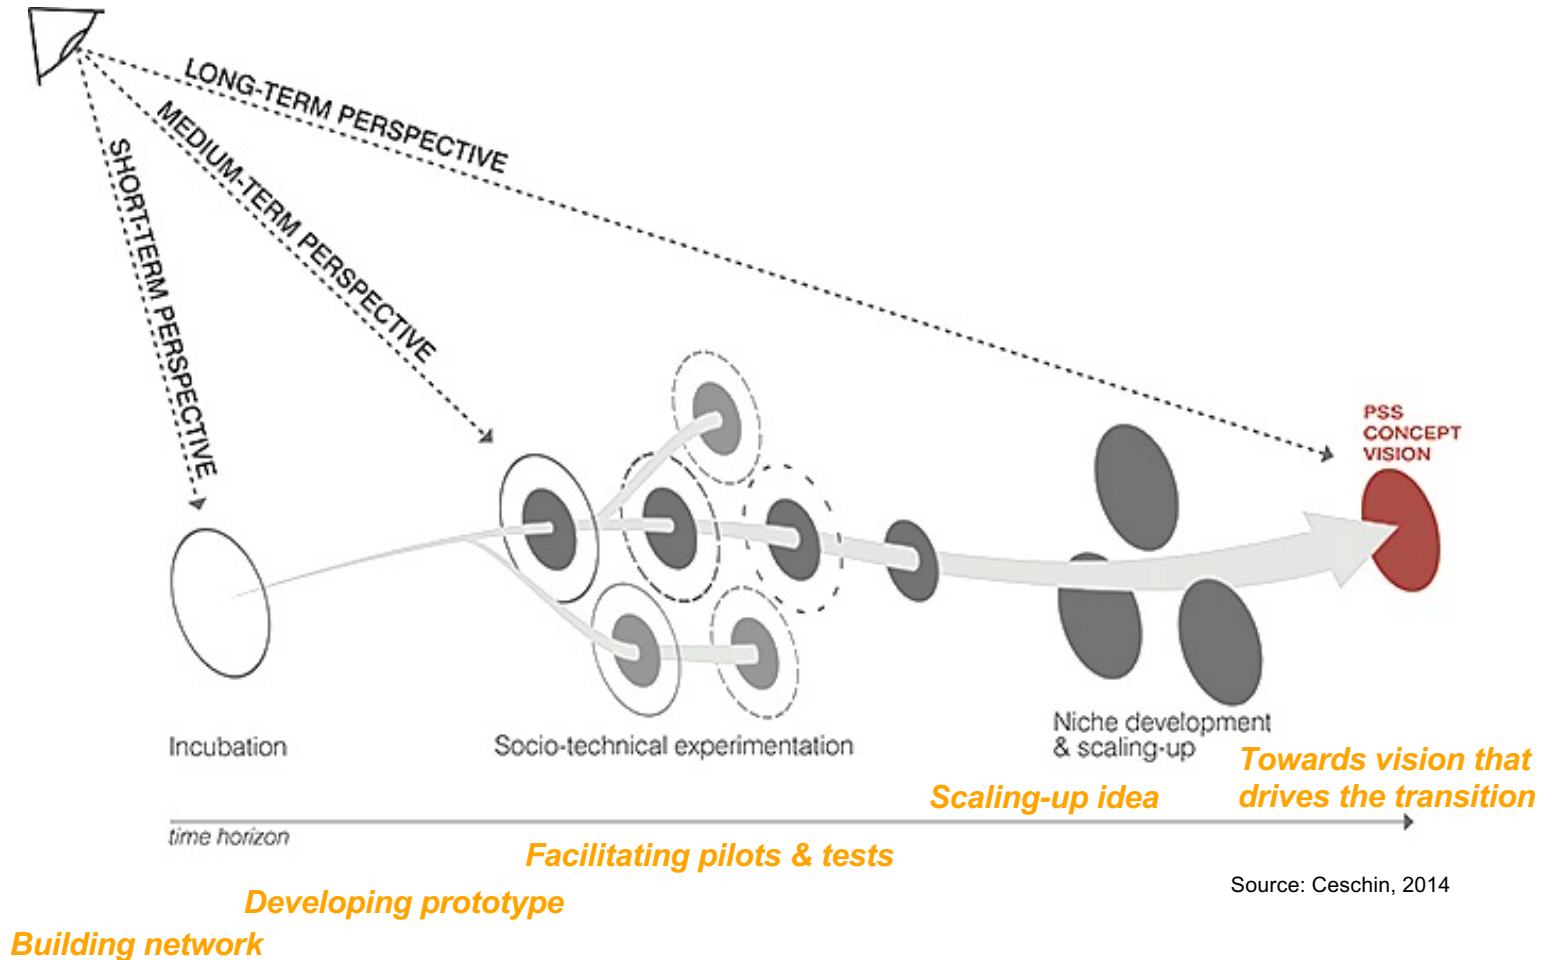 LONG-TERM PERSPECTIVE
MEDIUM-TERM PERSPECTIVE
SHORT-TERM PERSPECTIVE
PSS
CONCEPT
VISION
Incubation
Socio-technical experimentation
Niche development
& scaling-up
Towards vision that
drives the transition
Scaling-up idea
time horizon
Facilitating pilots & tests
Source: Ceschin, 2014
Developing prototype
Building network